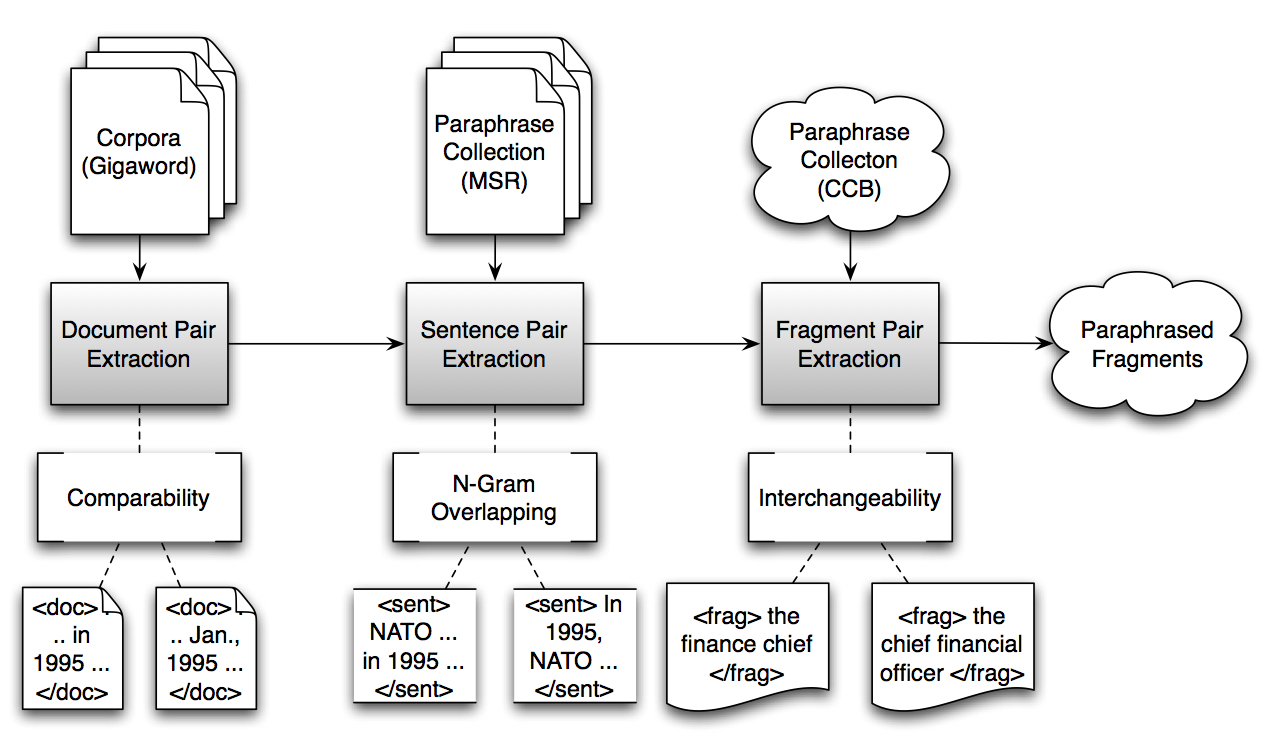 Corpora
(Gigaword)
Paraphrase
Collection
(MSR)
Paraphrase
Collecton
(CCB)
Document Pair
Extraction
Sentence Pair
Extraction
Fragment Pair
Extraction
Paraphrased
Fragments
Comparability
N-Gram
Overlapping
Interchangeability
<doc> .
.. in
1995 ...
</doc>
<doc> .
.. Jan.,
1995 ...
</doc>
<sent>
NATO ...
in 1995 ...
</sent>
<sent> In
1995,
NATO ...
</sent>
<frag> the
finance chief
</frag>
<frag> the
chief financial
officer </frag>